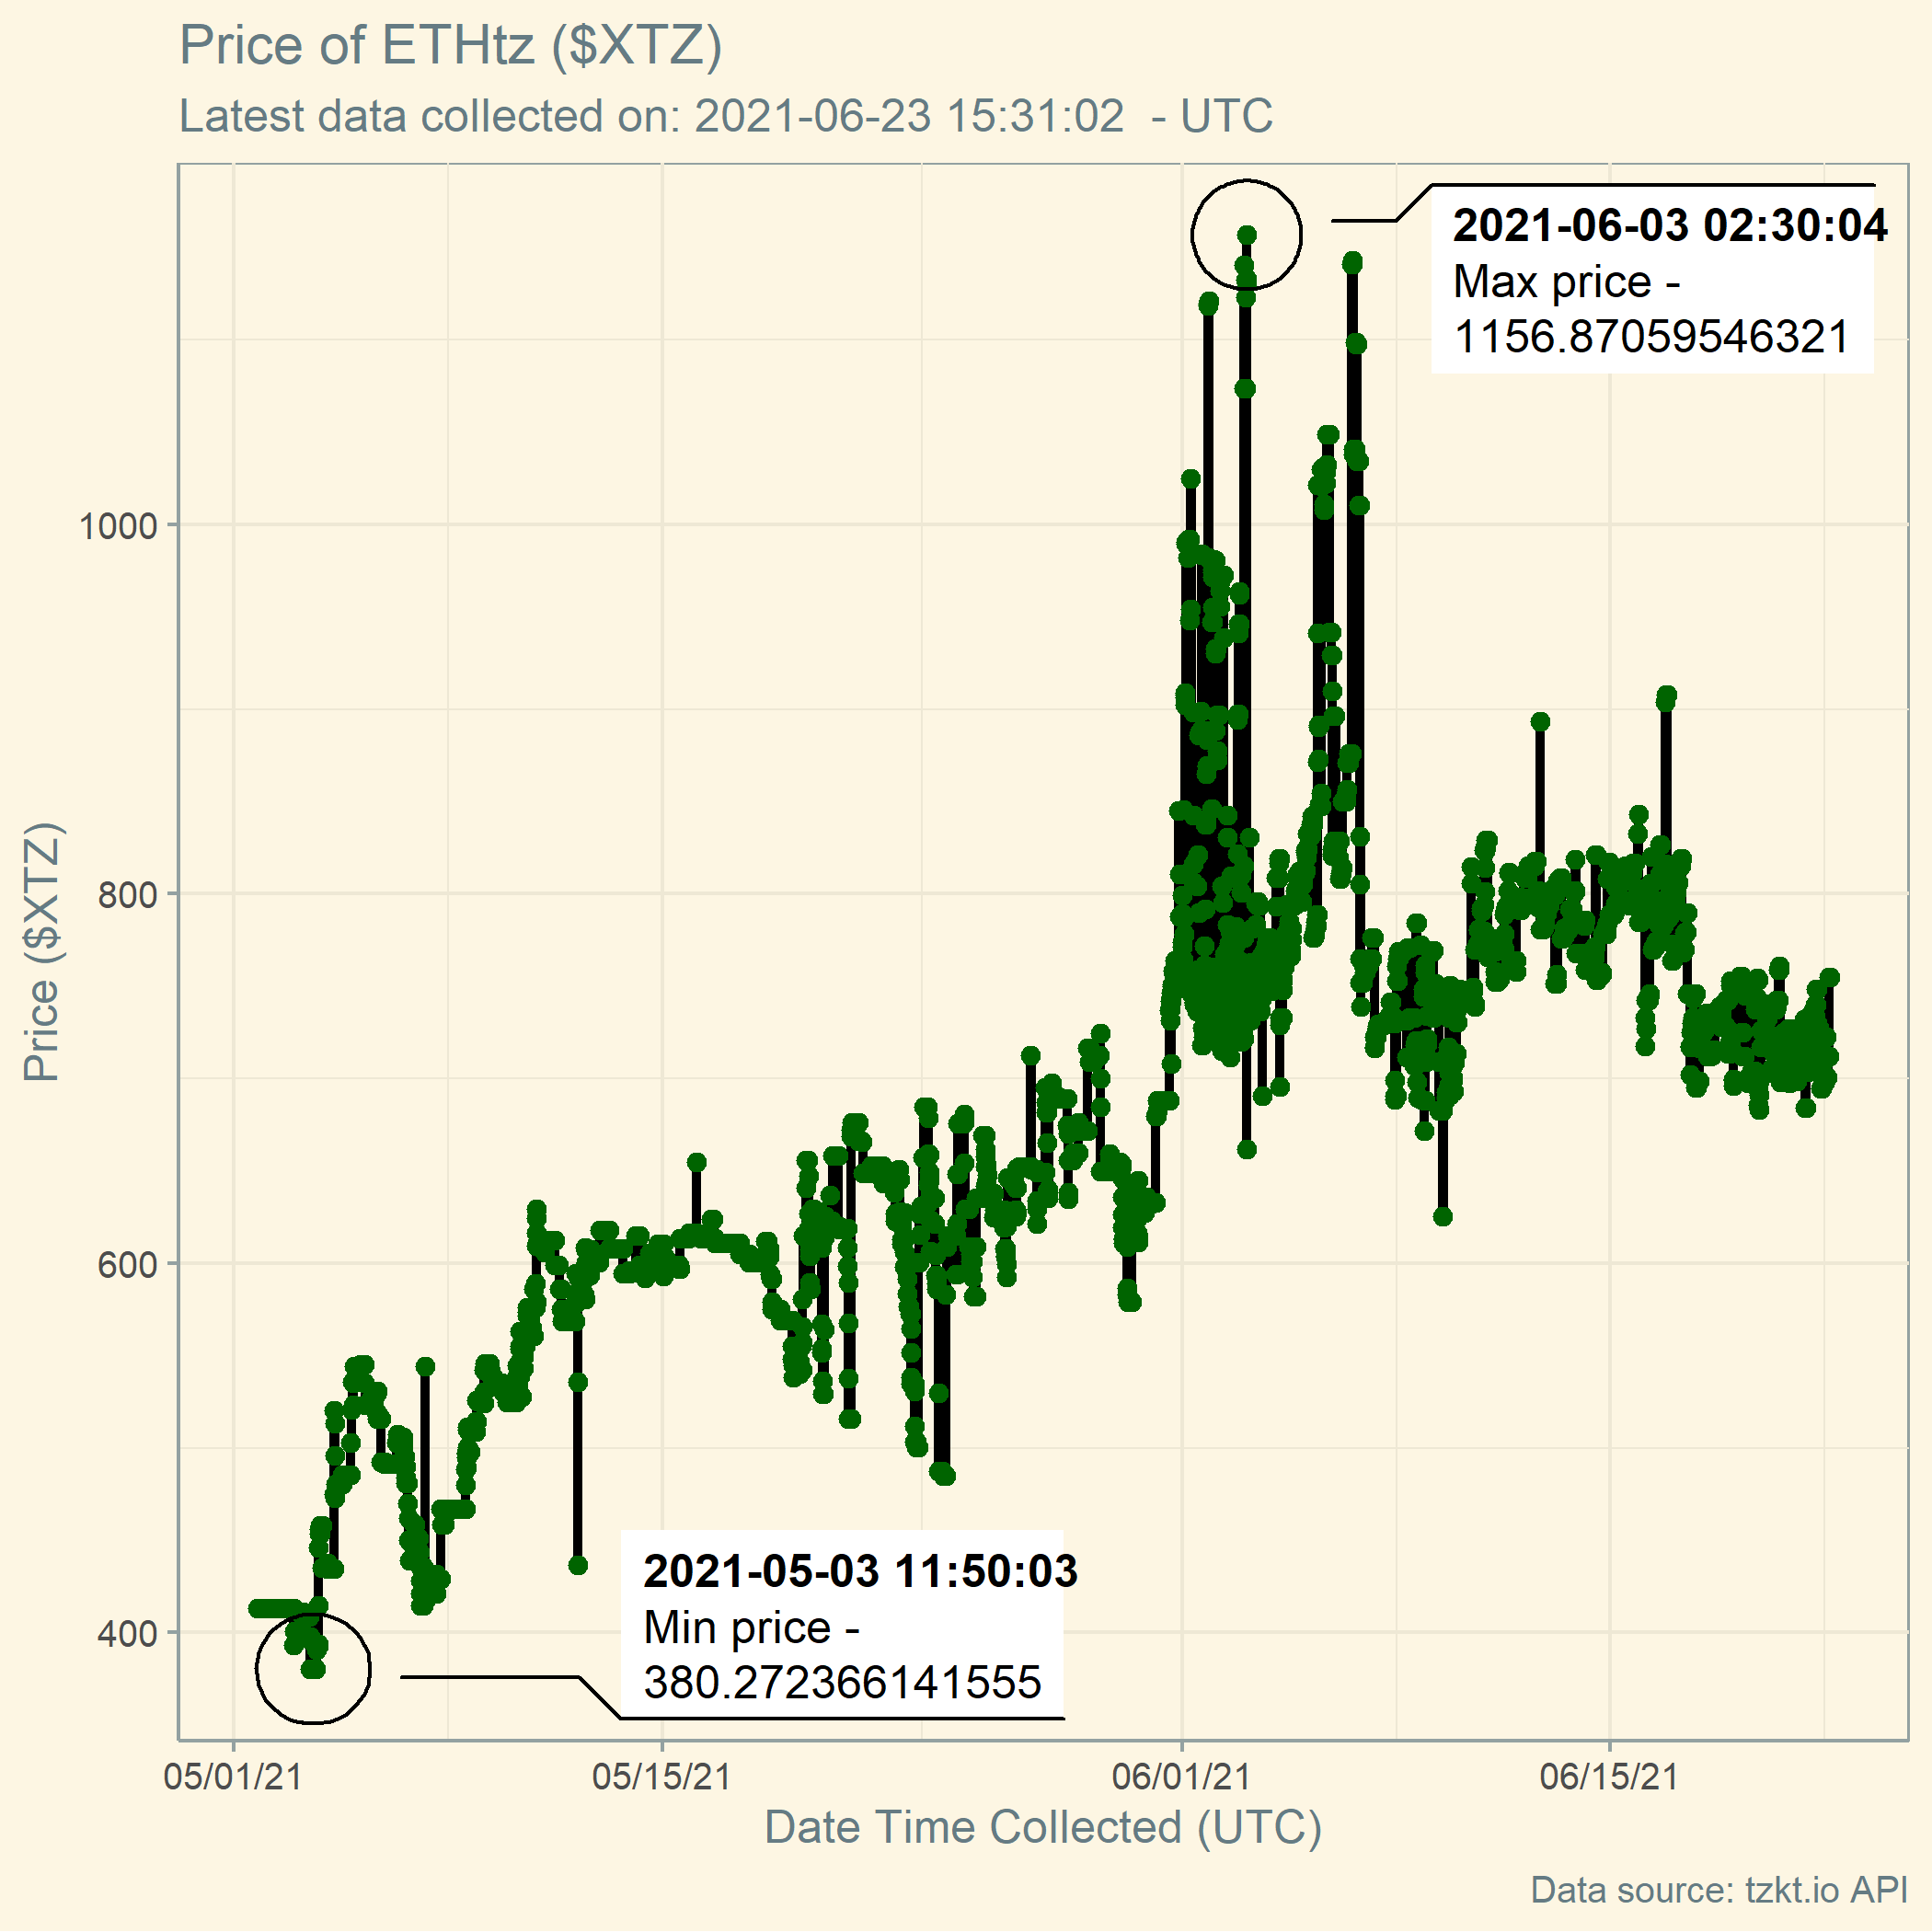 Price of ETHtz ($XTZ)
Latest data collected on: 2021-06-23 15:31:02  - UTC
2021-06-03 02:30:04
Max price -
1156.87059546321
1000
800
600
400
Price ($XTZ)
2021-05-03 11:50:03
Min price -
380.272366141555
05/01/21
05/15/21
06/01/21
06/15/21
Date Time Collected (UTC)
Data source: tzkt.io API